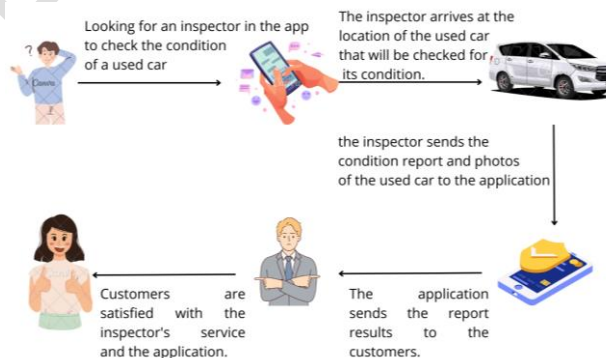 Looking for an inspector in the app
to check the condition
of a used car
The inspector arrives at the
location of the used car
that will be checked for
its condition.
?
Canva
the inspector sends the
condition report and photos
of the used car to the application
Customers are
satisfied with the
inspector's service
and the application.
The application
sends the report
results to the
customers.